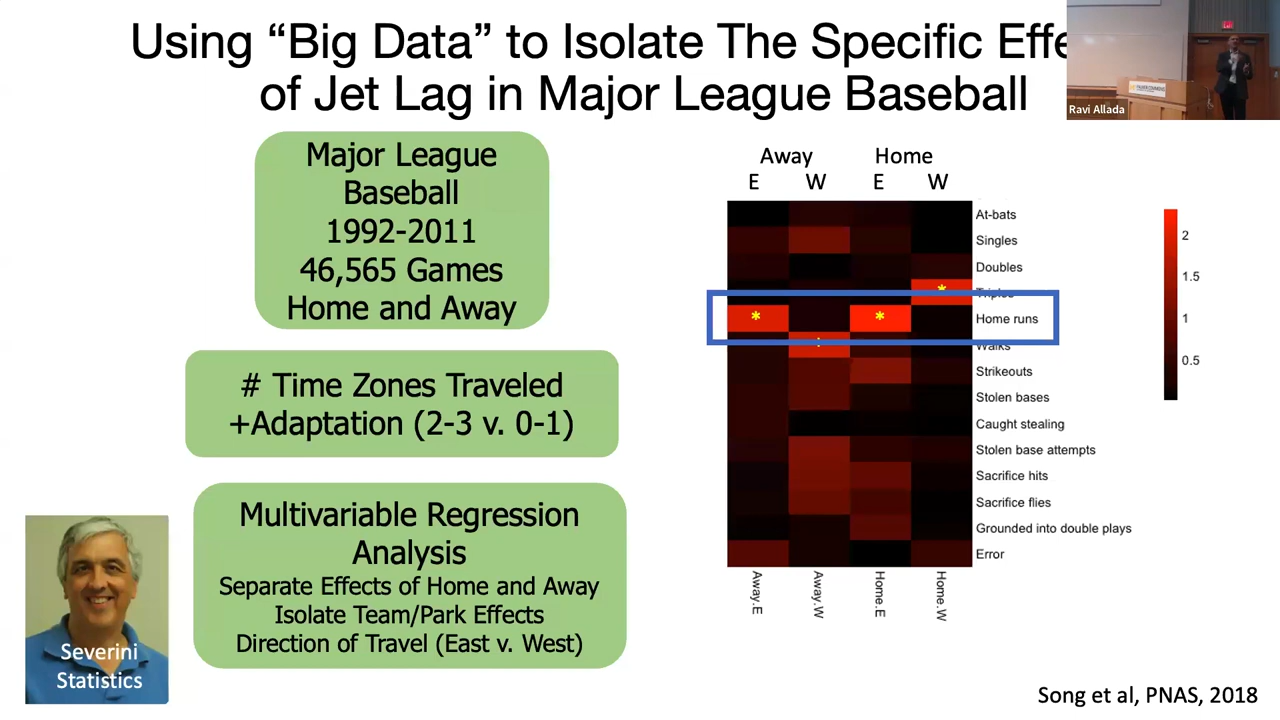 Using “Big Data” to Isolate The Specific Effe
of Jet Lag in Major League Baseball
Ravi Allada
Major League
Baseball
1992-2011
46,565 Games
Home and Away
# Time Zones Traveled
+Adaptation (2-3 v. 0-1)
Multivariable Regression
Analysis
Separate Effects of Home and Away
Isolate Team/Park Effects
Direction of Travel (East v. West)
Severini
Statistics
Away Home
E W E W
At-bats
Singles
Doubles
* Triples
* * Home runs
Walks
Strikeouts
Stolen bases
Caught stealing
Stolen base attempts
Sacrifice hits
Sacrifice flies
Grounded into double plays
Error
Away.E Away.W Home.E Home.W
2
1.5
1
0.5
Song et al, PNAS, 2018